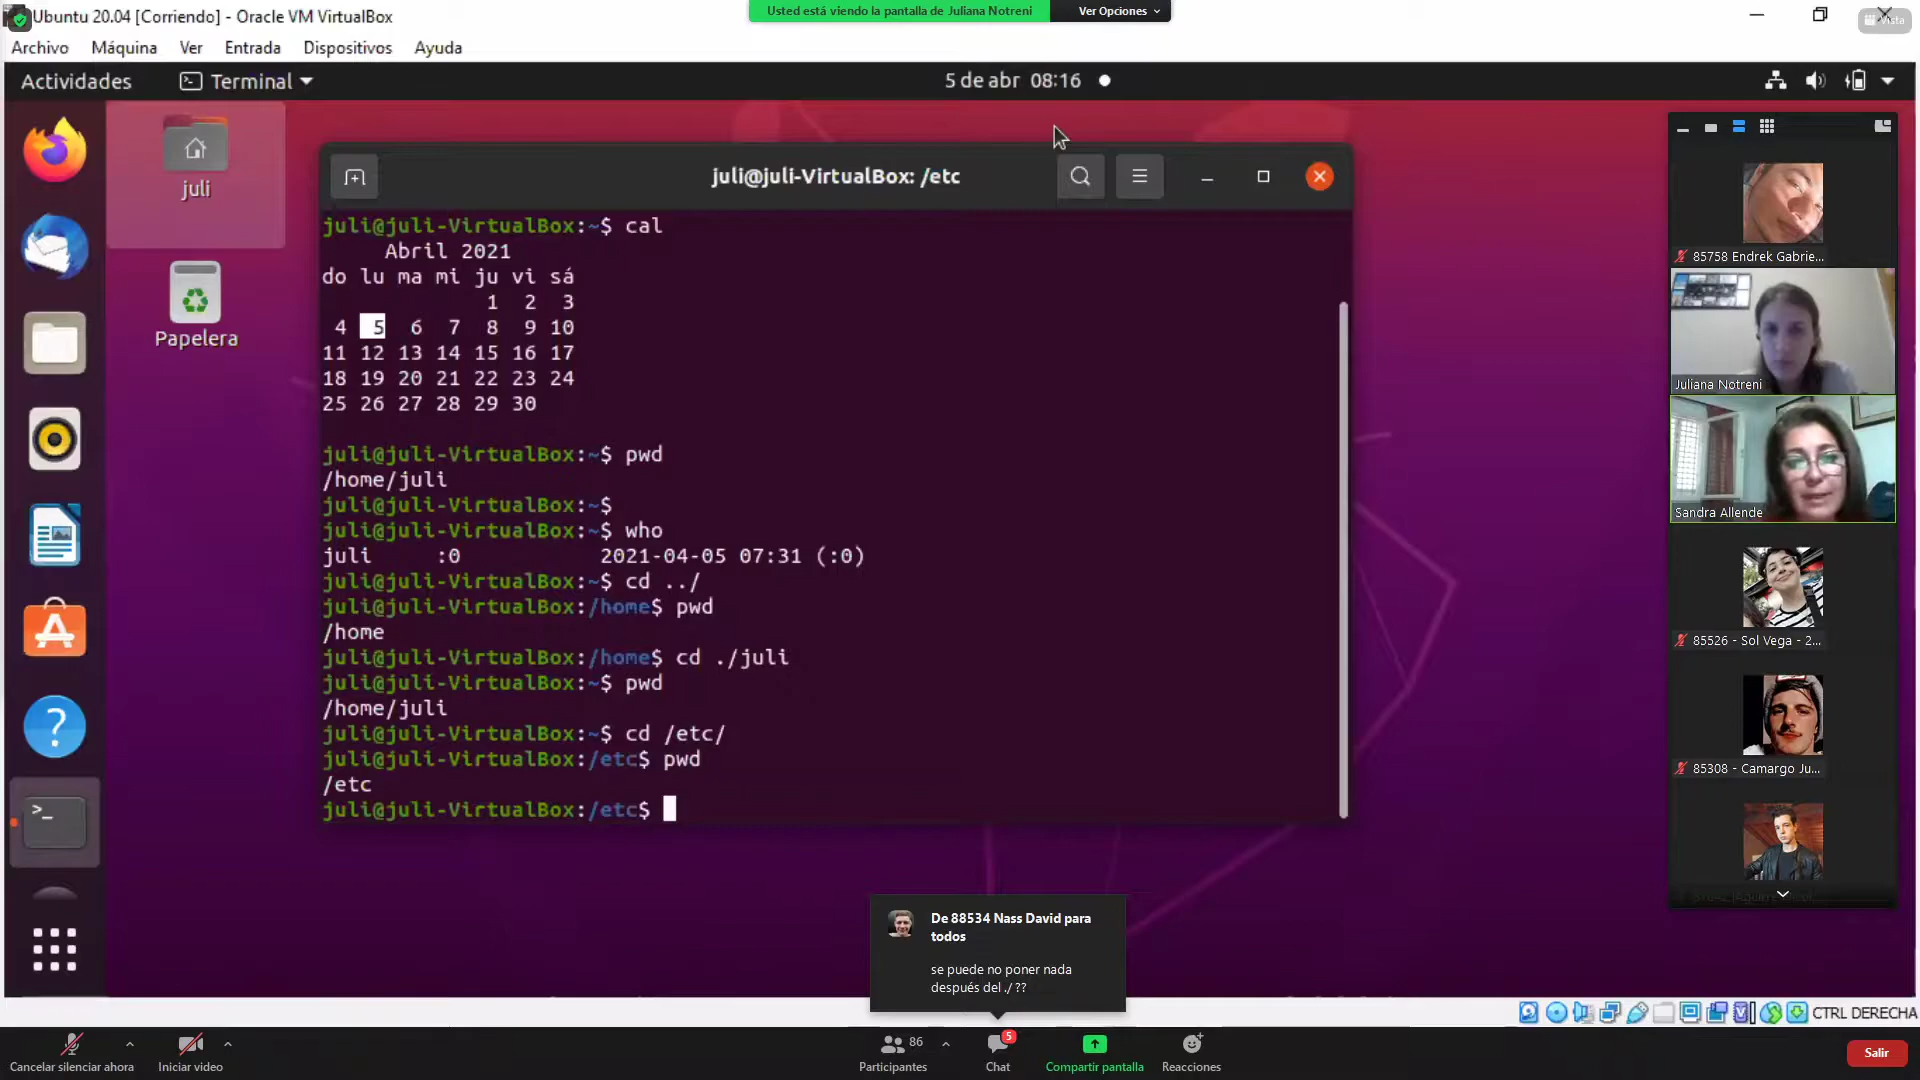 Ubuntu 20.04 [Corriendo] - Oracle VM VirtualBox
Usted está viendo la pantalla de Juliana Notreni
Ver Opciones
Vista
Archivo Máquina Ver Entrada Dispositivos Ayuda
Actividades
Terminal
5 de abr 08:16
juli
Papelera
juli@juli-VirtualBox: /etc
juli@juli-VirtualBox:~$ cal
Abril 2021
do lu ma mi ju vi sá
1 2 3
4 5 6 7 8 9 10
11 12 13 14 15 16 17
18 19 20 21 22 23 24
25 26 27 28 29 30
juli@juli-VirtualBox:~$ pwd
/home/juli
juli@juli-VirtualBox:~$
juli@juli-VirtualBox:~$ who
juli :0 2021-04-05 07:31 (:0)
juli@juli-VirtualBox:~$ cd ../
juli@juli-VirtualBox:/home$ pwd
/home
juli@juli-VirtualBox:/home$ cd ./juli
juli@juli-VirtualBox:~$ pwd
/home/juli
juli@juli-VirtualBox:~$ cd /etc/
juli@juli-VirtualBox:/etc$ pwd
/etc
juli@juli-VirtualBox:/etc$
85758 Endrek Gabrie...
Juliana Notreni
Sandra Allende
85526 - Sol Vega - 2...
85308 - Camargo Ju...
De 88534 Nass David para
todos
se puede no poner nada
después del ./ ??
CTRL DERECHA
Cancelar silenciar ahora
Iniciar video
86
Participantes
5
Chat
Compartir pantalla
Reacciones
Salir